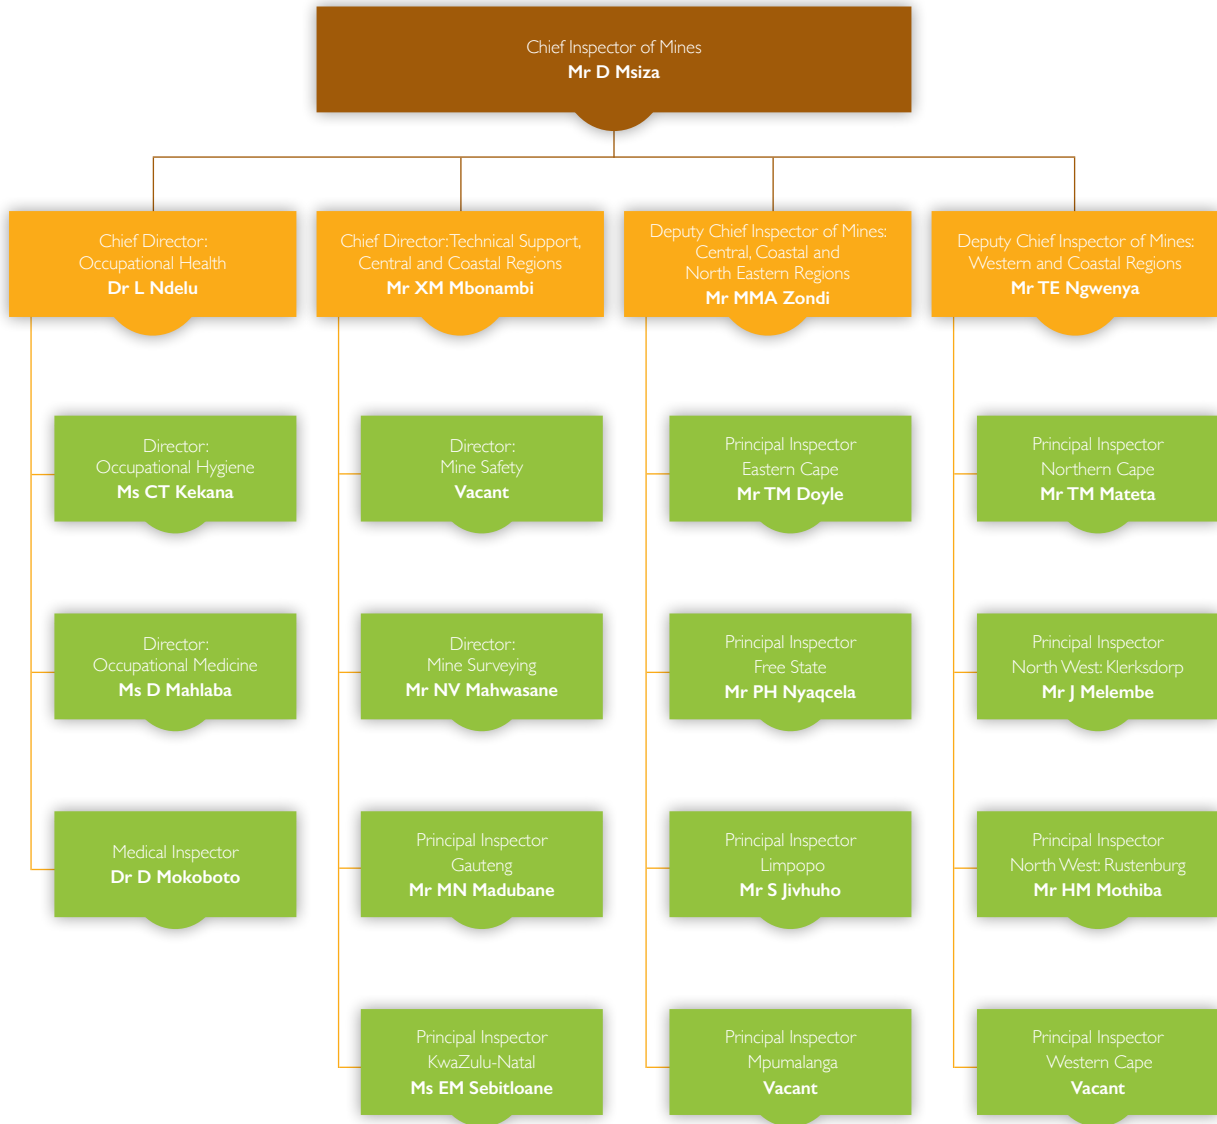 Chief Inspector of Mines
Mr D Msiza
Chief Director:
Occupational Health
Dr L Ndelu
Chief Director: Technical Support,
Central and Coastal Regions
Mr XM Mbonambi
Deputy Chief Inspector of Mines:
Central, Coastal and
North Eastern Regions
Mr MMA Zondi
Deputy Chief Inspector of Mines:
Western and Coastal Regions
Mr TE Ngwenya
Director:
Occupational Hygiene
Ms CT Kekana
Director:
Mine Safety
Vacant
Principal Inspector
Eastern Cape
Mr TM Doyle
Principal Inspector
Northern Cape
Mr TM Mateta
Director:
Occupational Medicine
Ms D Mahlaba
Director:
Mine Surveying
Mr NV Mahwasane
Principal Inspector
Free State
Mr PH Nyaqcela
Principal Inspector
North West: Klerksdorp
Mr J Melembe
Medical Inspector
Dr D Mokoboto
Principal Inspector
Gauteng
Mr MN Madubane
Principal Inspector
Limpopo
Mr S Jivhuho
Principal Inspector
North West: Rustenburg
Mr HM Mothiba
Principal Inspector
KwaZulu-Natal
Ms EM Sebitloane
Principal Inspector
Mpumalanga
Vacant
Principal Inspector
Western Cape
Vacant